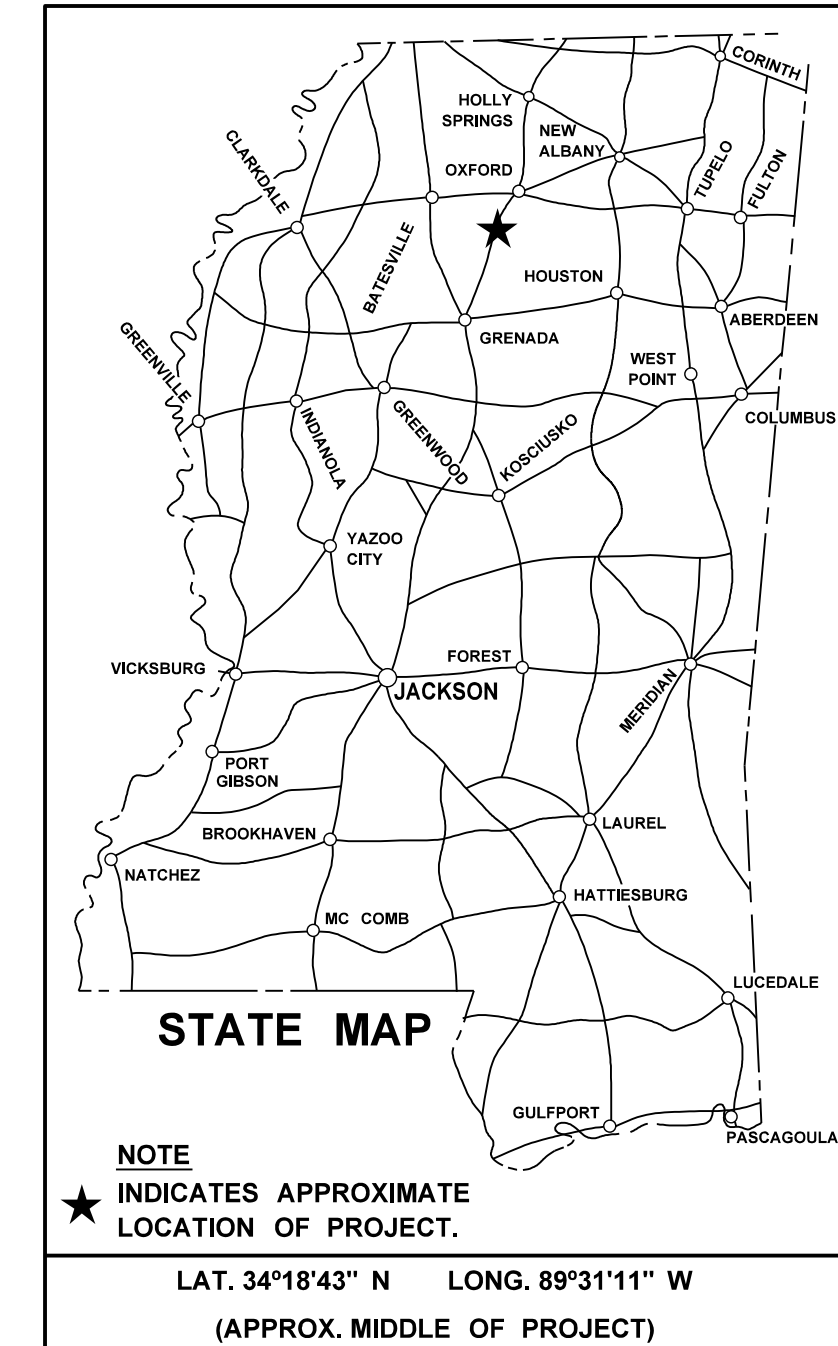 CORINTH
HOLLY
SPRINGS
NEW
ALBANY
CLARKDALE
OXFORD
TUPELO
FULTON
BATESVILLE
HOUSTON
ABERDEEN
GREENVILLE
GRENADA
WEST
POINT
COLUMBUS
INDIANOLA
GREENWOOD
KOSCIUSKO
YAZOO
CITY
VICKSBURG
FOREST
MERIDIAN
JACKSON
PORT
GIBSON
BROOKHAVEN
LAUREL
NATCHEZ
HATTIESBURG
MC COMB
LUCEDALE
STATE MAP
GULFPORT
PASCAGOULA
NOTE
INDICATES APPROXIMATE
LOCATION OF PROJECT.
LAT. 34º18'43" N LONG. 89º31'11" W
(APPROX. MIDDLE OF PROJECT)